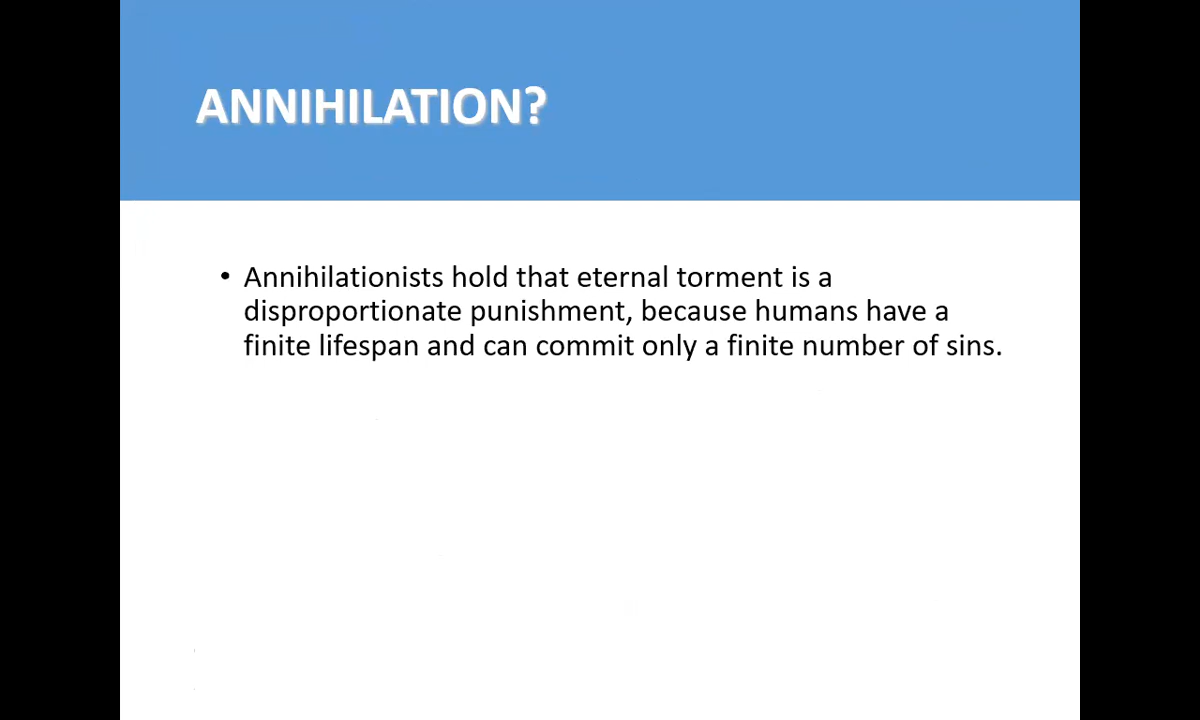 ANNIHILATION?
• Annihilationists hold that eternal torment is a
disproportionate punishment, because humans have a
finite lifespan and can commit only a finite number of sins.